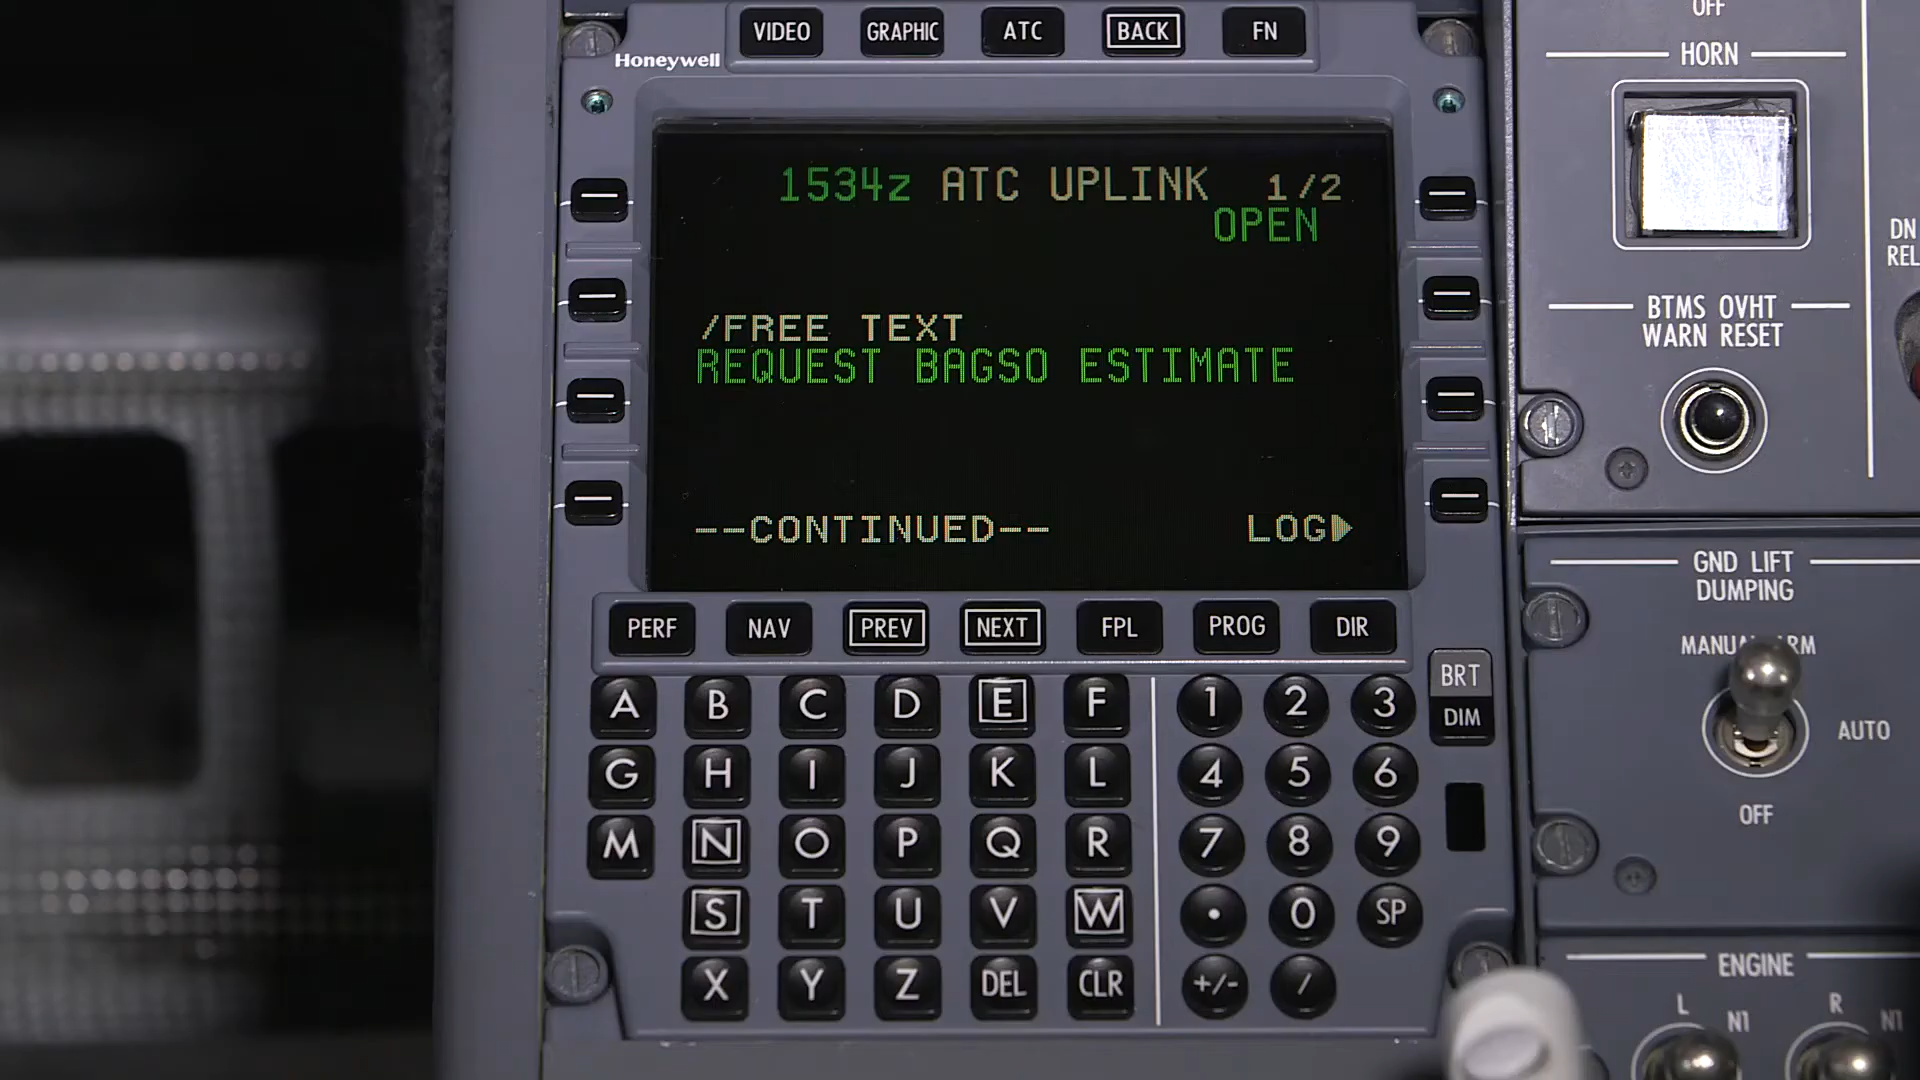 VIDEO GRAPHIC ATC BACK FN
Honeywell
1534z ATC UPLINK 1/2
OPEN
/FREE TEXT
REQUEST BAGSO ESTIMATE
--CONTINUED-- LOG
PERF NAV PREV NEXT FPL PROG DIR
BRT
DIM
A B C D E F 1 2 3
G H I J K L 4 5 6
M N O P Q R 7 8 9
S T U V W . 0 SP
X Y Z DEL CLR +/- /
OFF
HORN
DN
REL
BTMS OVHT
WARN RESET
GND LIFT
DUMPING
AUTO
OFF
ENGINE
L N1 R N1